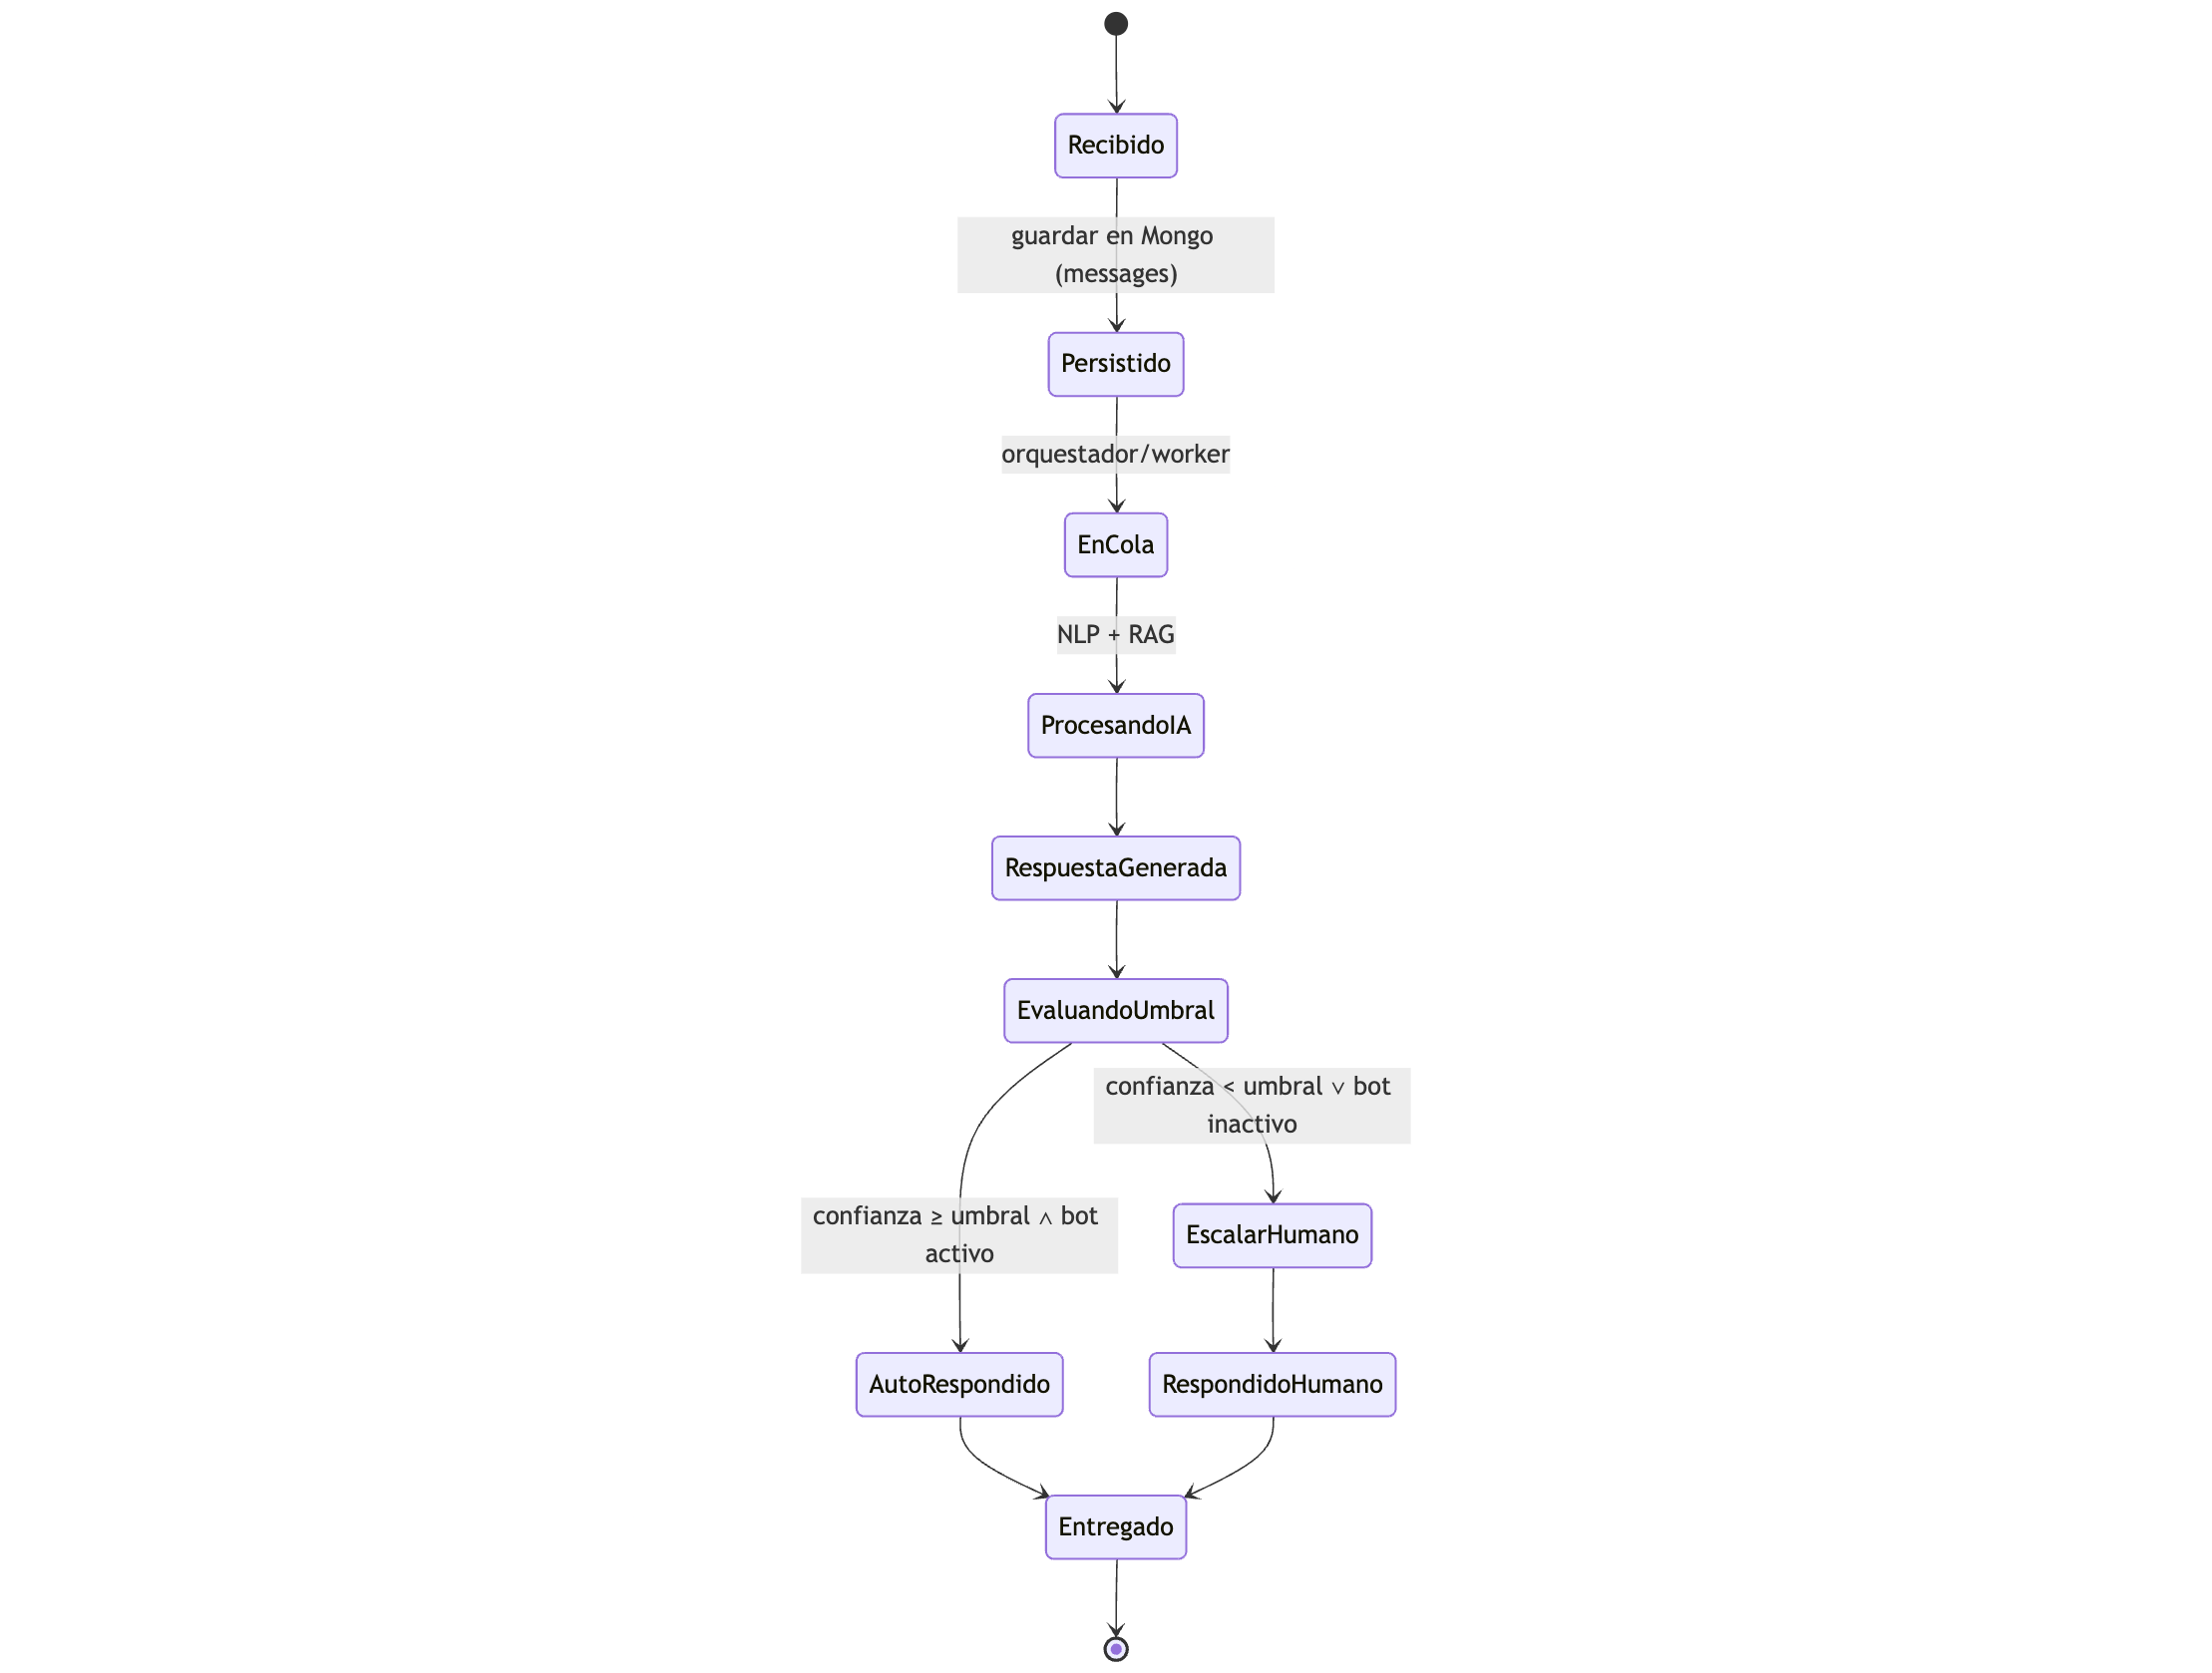 Recibido
guardar en Mongo
(messages)
Persistido
orquestador/worker
EnCola
NLP + RAG
ProcesandoIA
RespuestaGenerada
EvaluandoUmbral
confianza < umbral ∨ bot
inactivo
confianza ≥ umbral ∧ bot
activo
EscalarHumano
AutoRespondido
RespondidoHumano
Entregado